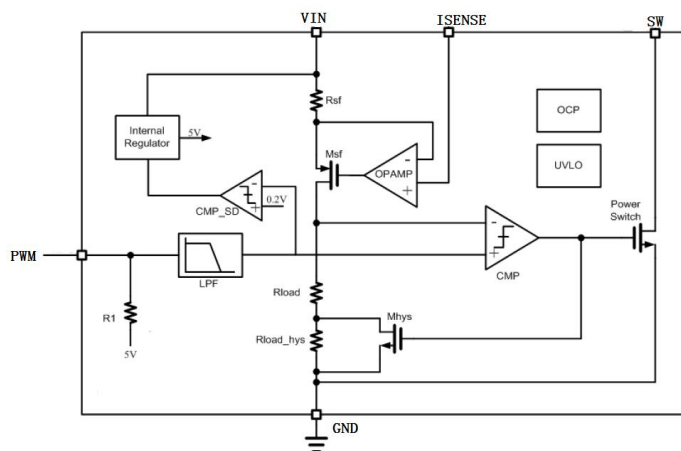 VIN
ISENSE
SW
Rsf
OCP
Internal
Regulator
5V
Msf
-
OPAMP
+
UVLO
CMP_SD
-
+
0.2V
Power
Switch
-
+
CMP
PWM
LPF
R1
5V
Rload
Mhys
Rload_hys
GND